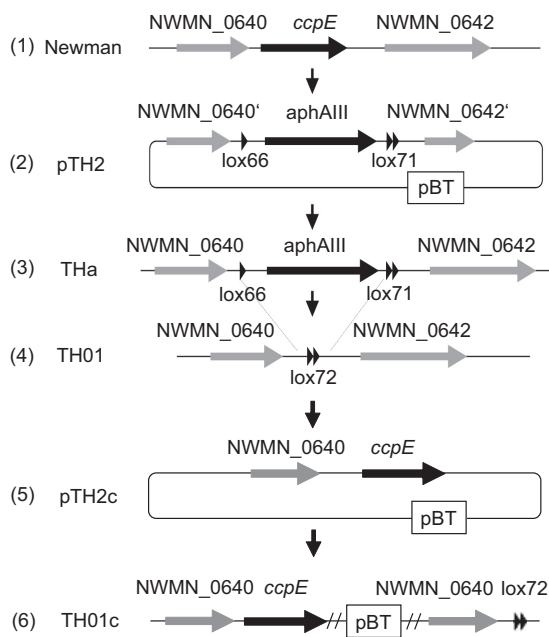 NWMN_0640 ccpE NWMN_0642
(1) Newman
NWMN_0640‘ aphAIII NWMN_0642‘
lox66 lox71
(2) pTH2
pBT
NWMN_0640 aphAIII NWMN_0642
(3) THa
lox66 lox71
NWMN_0640 NWMN_0642
(4) TH01
lox72
NWMN_0640 ccpE
(5) pTH2c
pBT
NWMN_0640 ccpE NWMN_0640 lox72
(6) TH01c // pBT //